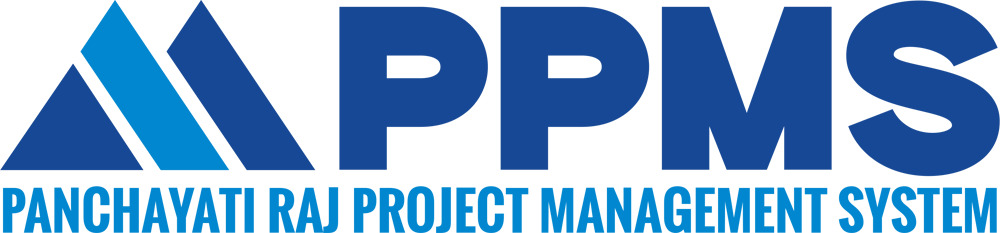 PPMS
PANCHAYATI RAJ PROJECT MANAGEMENT SYSTEM